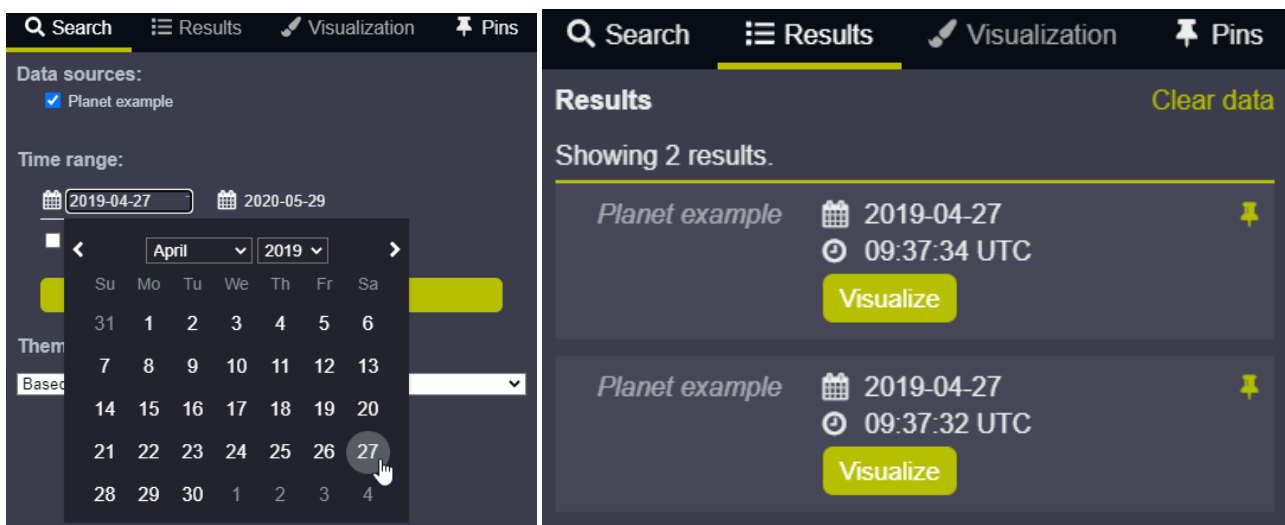 Search Results Visualization Pins
Data sources:
Planet example
Time range:
2019-04-27 2020-05-29
April 2019
Su Mo Tu We Th Fr Sa
31 1 2 3 4 5 6
Them
7 8 9 10 11 12 13
Based
14 15 16 17 18 19 20
21 22 23 24 25 26 27
28 29 30 1 2 3 4
Search Results Visualization Pins
Results Clear data
Showing 2 results.
Planet example 2019-04-27
09:37:34 UTC
Visualize
Planet example 2019-04-27
09:37:32 UTC
Visualize